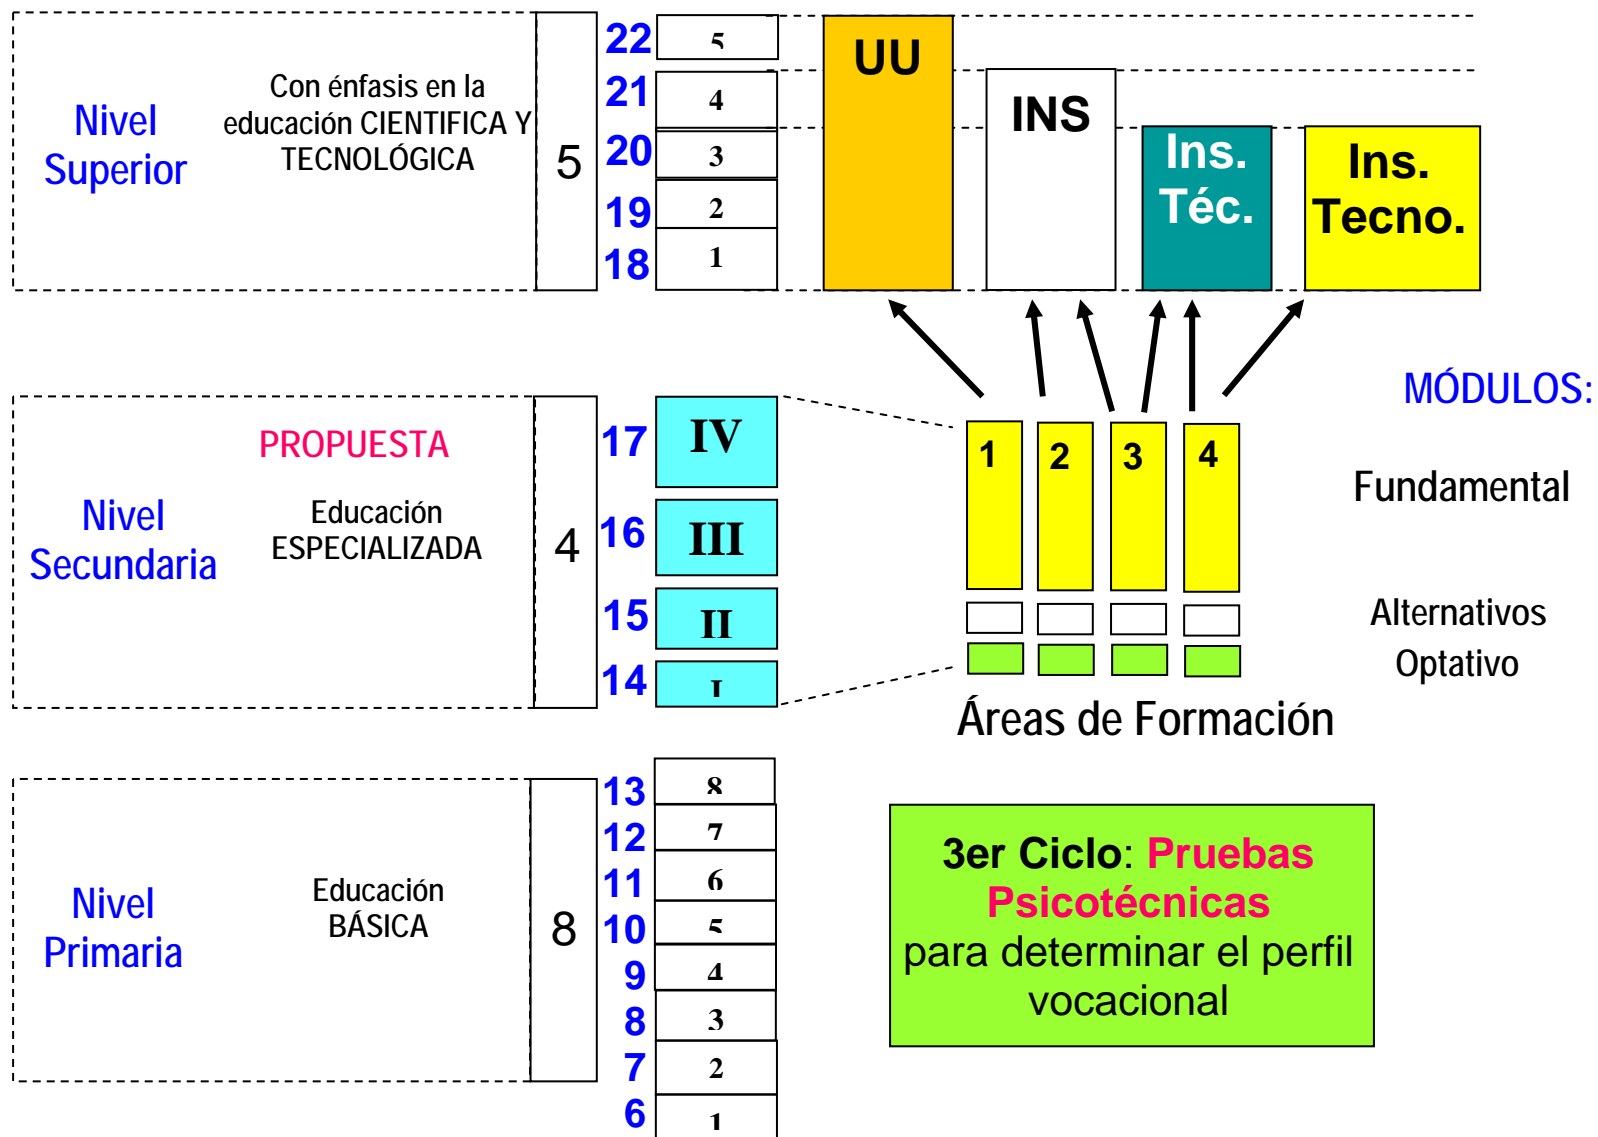 Nivel
Superior
Con énfasis en la
educación CIENTIFICA Y
TECNOLÓGICA
5
22
5
21
4
20
3
19
2
18
1
UU
INS
Ins.
Téc.
Ins.
Tecno.
Nivel
Secundaria
PROPUESTA
Educación
ESPECIALIZADA
4
17
IV
16
III
15
II
14
I
1
2
3
4
MÓDULOS:
Fundamental
Alternativos
Optativo
Áreas de Formación
Nivel
Primaria
Educación
BÁSICA
8
13
8
12
7
11
6
10
5
9
4
8
3
7
2
6
1
3er Ciclo: Pruebas
Psicotécnicas
para determinar el perfil
vocacional